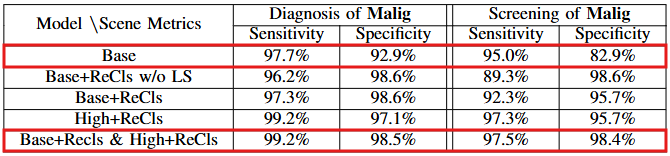 Model \Scene Metrics Diagnosis of Malig Screening of Malig
Sensitivity Specificity Sensitivity Specificity
Base 97.7% 92.9% 95.0% 82.9%
Base+ReCls w/o LS 96.2% 98.6% 89.3% 98.6%
Base+ReCls 97.3% 98.6% 92.3% 95.7%
High+ReCls 99.2% 97.1% 97.3% 95.7%
Base+Recls & High+ReCls 99.2% 98.5% 97.5% 98.4%